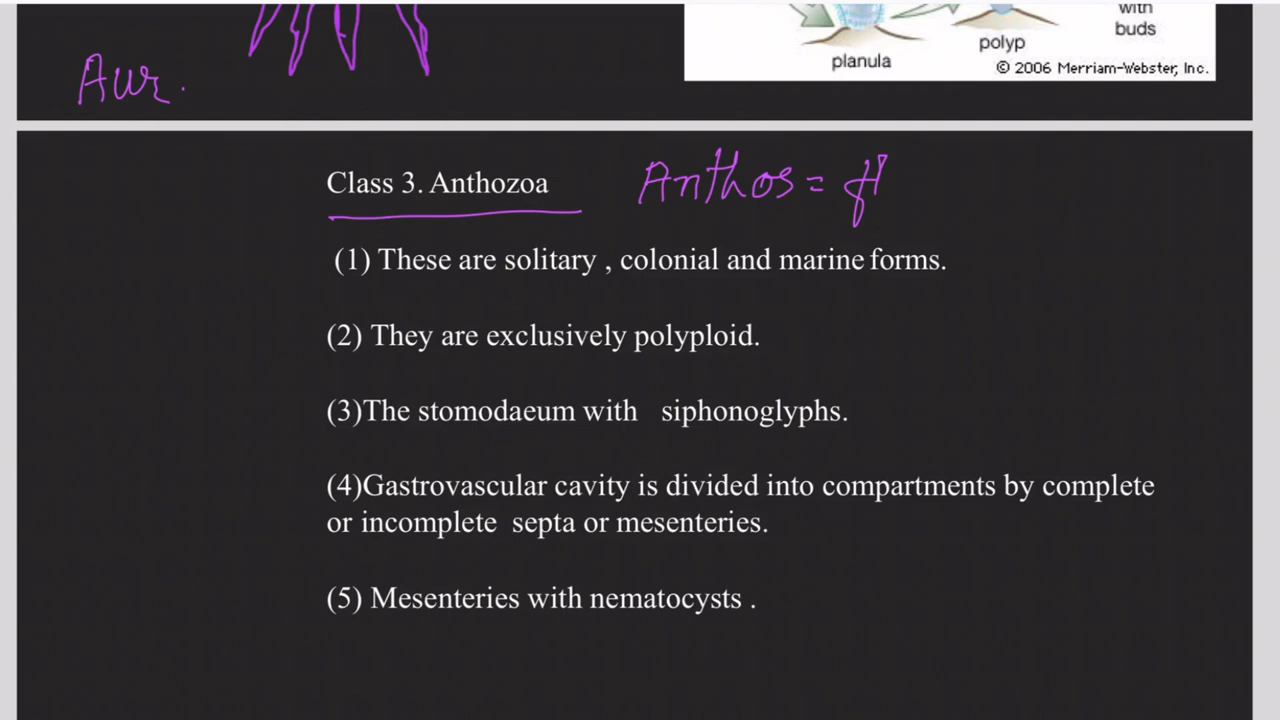 with
buds
polyp
planula
© 2006 Merriam-Webster, Inc.
Aur.
Class 3. Anthozoa
Anthos = fl
(1) These are solitary , colonial and marine forms.
(2) They are exclusively polyploid.
(3)The stomodaeum with siphonoglyphs.
(4)Gastrovascular cavity is divided into compartments by complete
or incomplete septa or mesenteries.
(5) Mesenteries with nematocysts .